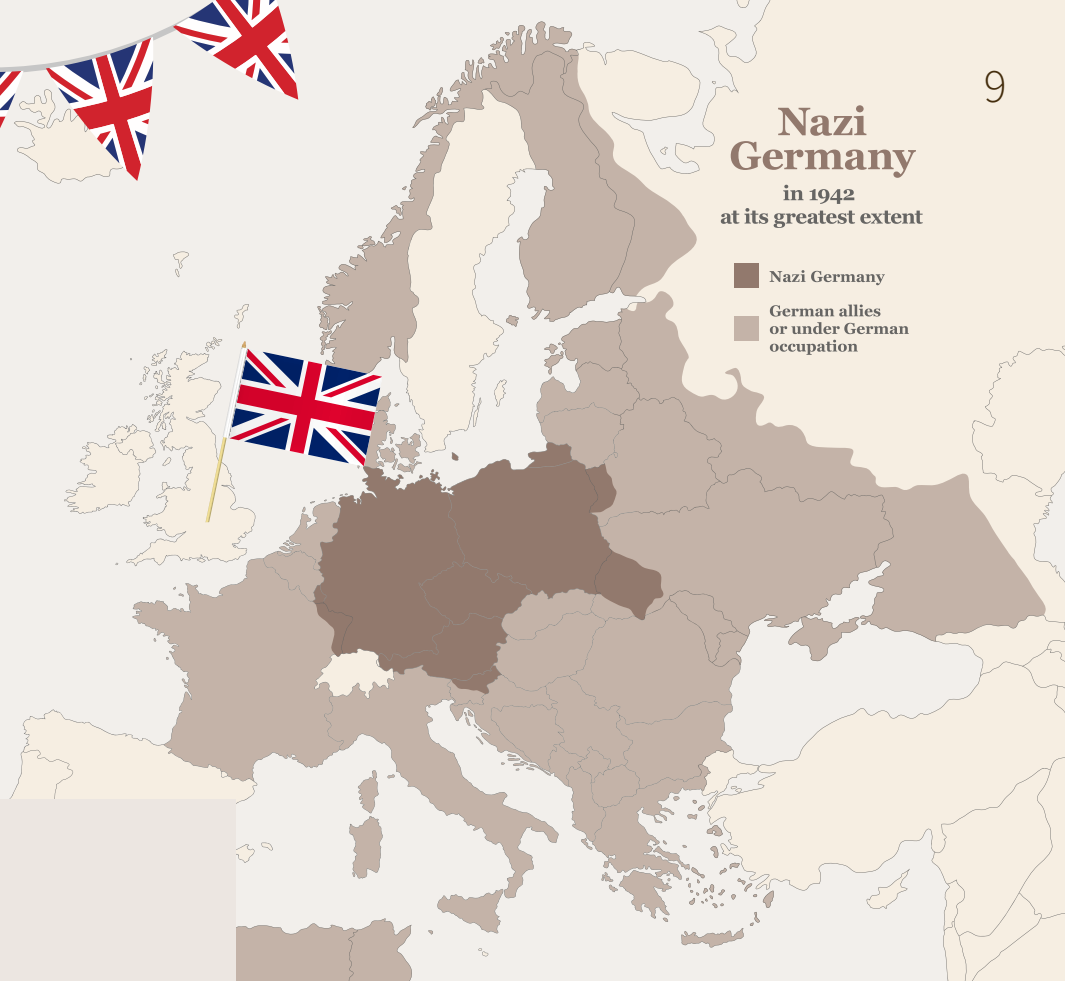 9
Nazi
Germany
in 1942
at its greatest extent
Nazi Germany
German allies
or under German
occupation